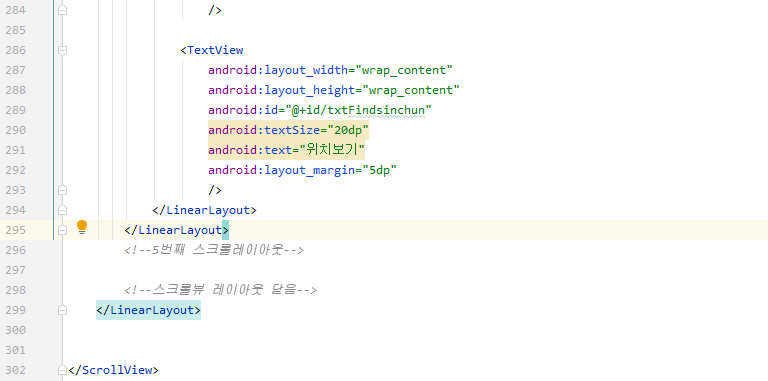 284 />
285
286 <TextView
287 android:layout_width="wrap_content"
288 android:layout_height="wrap_content"
289 android:id="@+id/txtFindsinchun"
290 android:textSize="20dp"
291 android:text="위치보기"
292 android:layout_margin="5dp"
293 />
294 </LinearLayout>
295 </LinearLayout>
296 <!--5번째 스크롤레이아웃-->
297
298 <!--스크롤뷰 레이아웃 닫음-->
299 </LinearLayout>
300
301
302 </ScrollView>